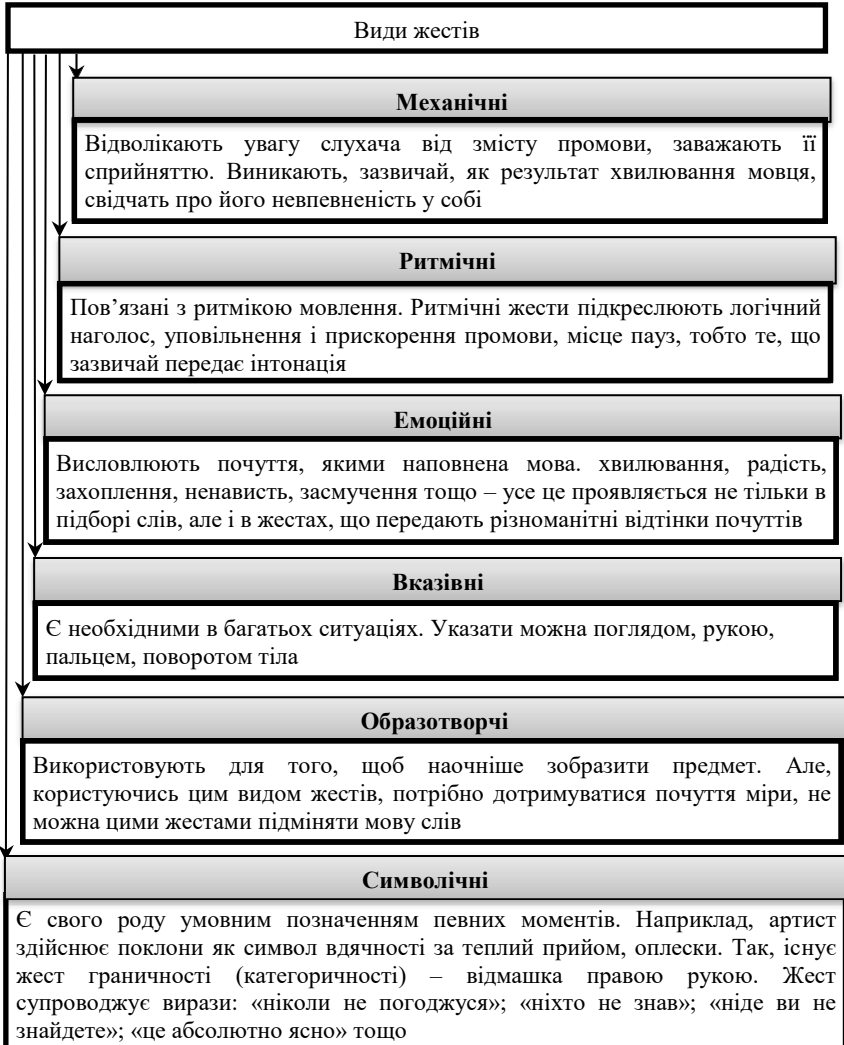 Види жестів
Механічні
Відволікають увагу слухача від змісту промови, заважають її
сприйняттю. Виникають, зазвичай, як результат хвилювання мовця,
свідчать про його невпевненість у собі
Ритмічні
Пов’язані з ритмікою мовлення. Ритмічні жести підкреслюють логічний
наголос, уповільнення і прискорення промови, місце пауз, тобто те, що
зазвичай передає інтонація
Емоційні
Висловлюють почуття, якими наповнена мова. хвилювання, радість,
захоплення, ненависть, засмучення тощо – усе це проявляється не тільки в
підборі слів, але і в жестах, що передають різноманітні відтінки почуттів
Вказівні
Є необхідними в багатьох ситуаціях. Указати можна поглядом, рукою,
пальцем, поворотом тіла
Образотворчі
Використовують для того, щоб наочніше зобразити предмет. Але,
користуючись цим видом жестів, потрібно дотримуватися почуття міри, не
можна цими жестами підміняти мову слів
Символічні
Є свого роду умовним позначенням певних моментів. Наприклад, артист
здійснює поклони як символ вдячності за теплий прийом, оплески. Так, існує
жест граничності (категоричності) – відмашка правою рукою. Жест
супроводжує вирази: «ніколи не погоджуся»; «ніхто не знав»; «ніде ви не
знайдете»; «це абсолютно ясно» тощо